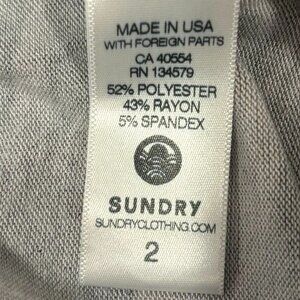 MADE IN USA
WITH FOREIGN PARTS
CA 40554
RN 134579
52% POLYESTER
43% RAYON
5% SPANDEX
SUNDRY
SUNDRYCLOTHING.COM
2